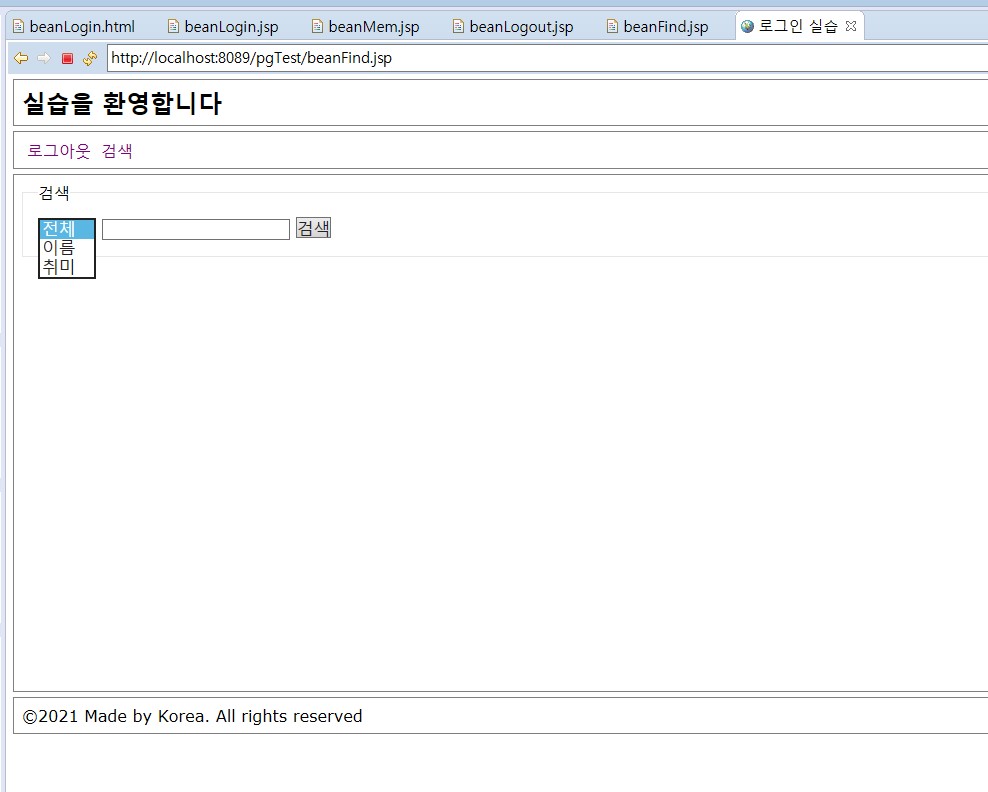 beanLogin.html beanLogin.jsp beanMem.jsp beanLogout.jsp beanFind.jsp 로그인 실습
http://localhost:8089/pgTest/beanFind.jsp
실습을 환영합니다
로그아웃 검색
검색
전체 검색
이름
취미
©2021 Made by Korea. All rights reserved